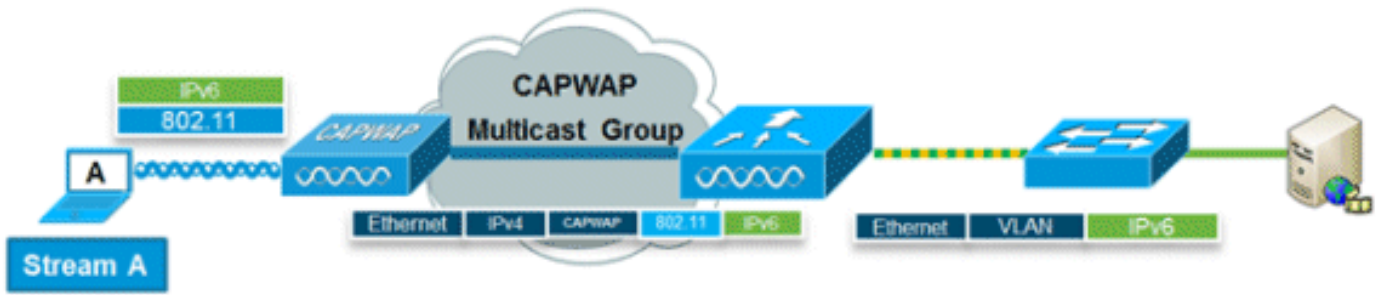 IPv6
802.11
A
Stream A
CAPWAP
CAPWAP
Multicast Group
Ethernet IPv4 CAPWAP 802.11 IPv6
Ethernet VLAN IPv6